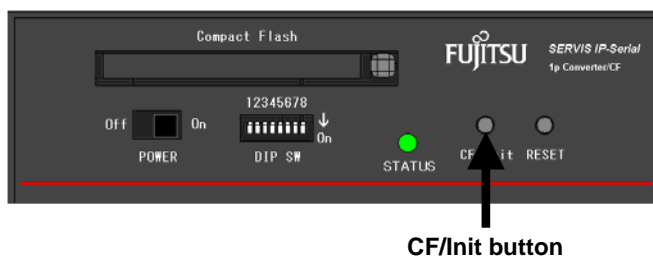 Compact Flash
FUJITSU
SERVIS IP-Serial
1p Converter/CF
12345678
Off On
On
POWER
DIP SW
STATUS
RESET
CF/Init button